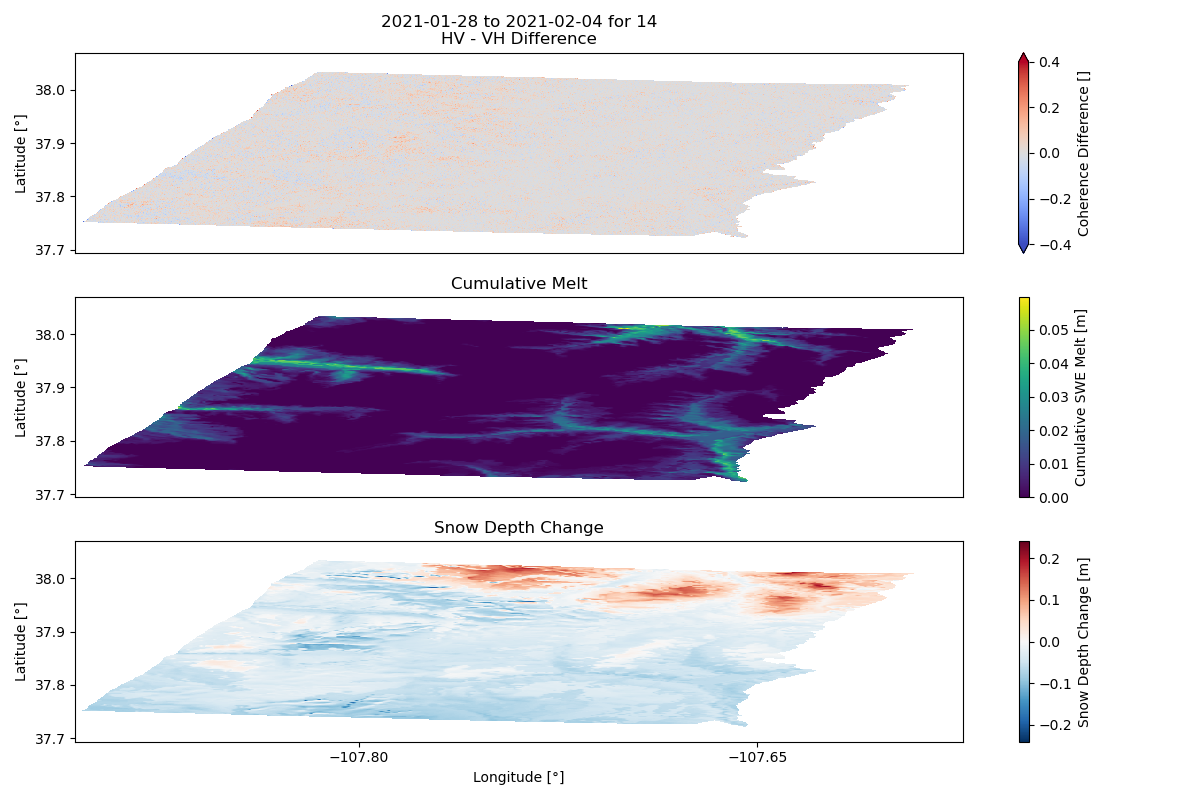 2021-01-28 to 2021-02-04 for 14
HV - VH Difference
38.0
37.9
37.8
37.7
Latitude [°]
0.4
0.2
0.0
−0.2
−0.4
Coherence Difference []
Cumulative Melt
38.0
37.9
37.8
37.7
Latitude [°]
0.05
0.04
0.03
0.02
0.01
0.00
Cumulative SWE Melt [m]
Snow Depth Change
38.0
37.9
37.8
37.7
Latitude [°]
0.2
0.1
0.0
−0.1
−0.2
Snow Depth Change [m]
−107.80
−107.65
Longitude [°]